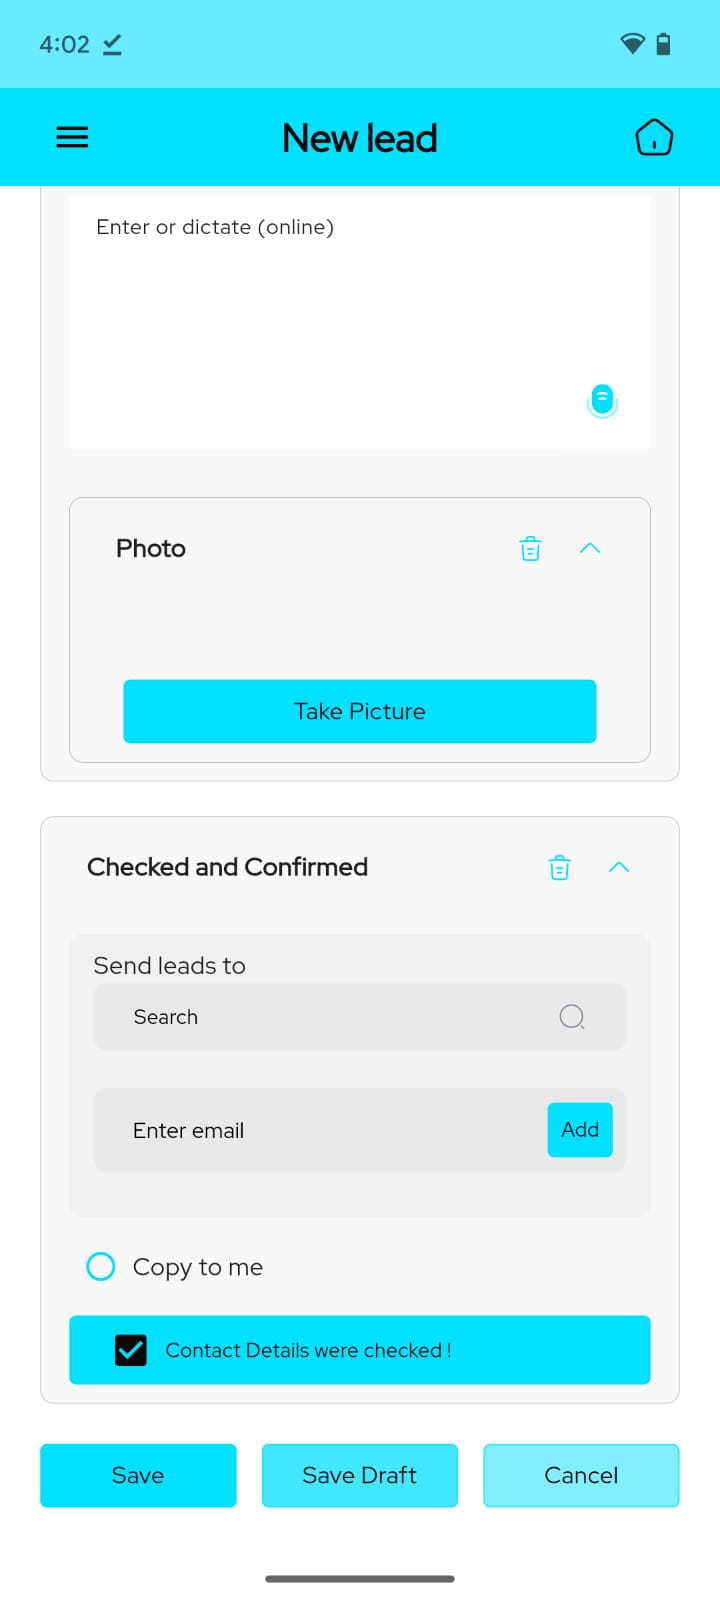 4:02
New lead
Enter or dictate (online)
Photo
Take Picture
Checked and Confirmed
Send leads to
Search
Enter email
Add
Copy to me
Contact Details were checked !
Save
Save Draft
Cancel